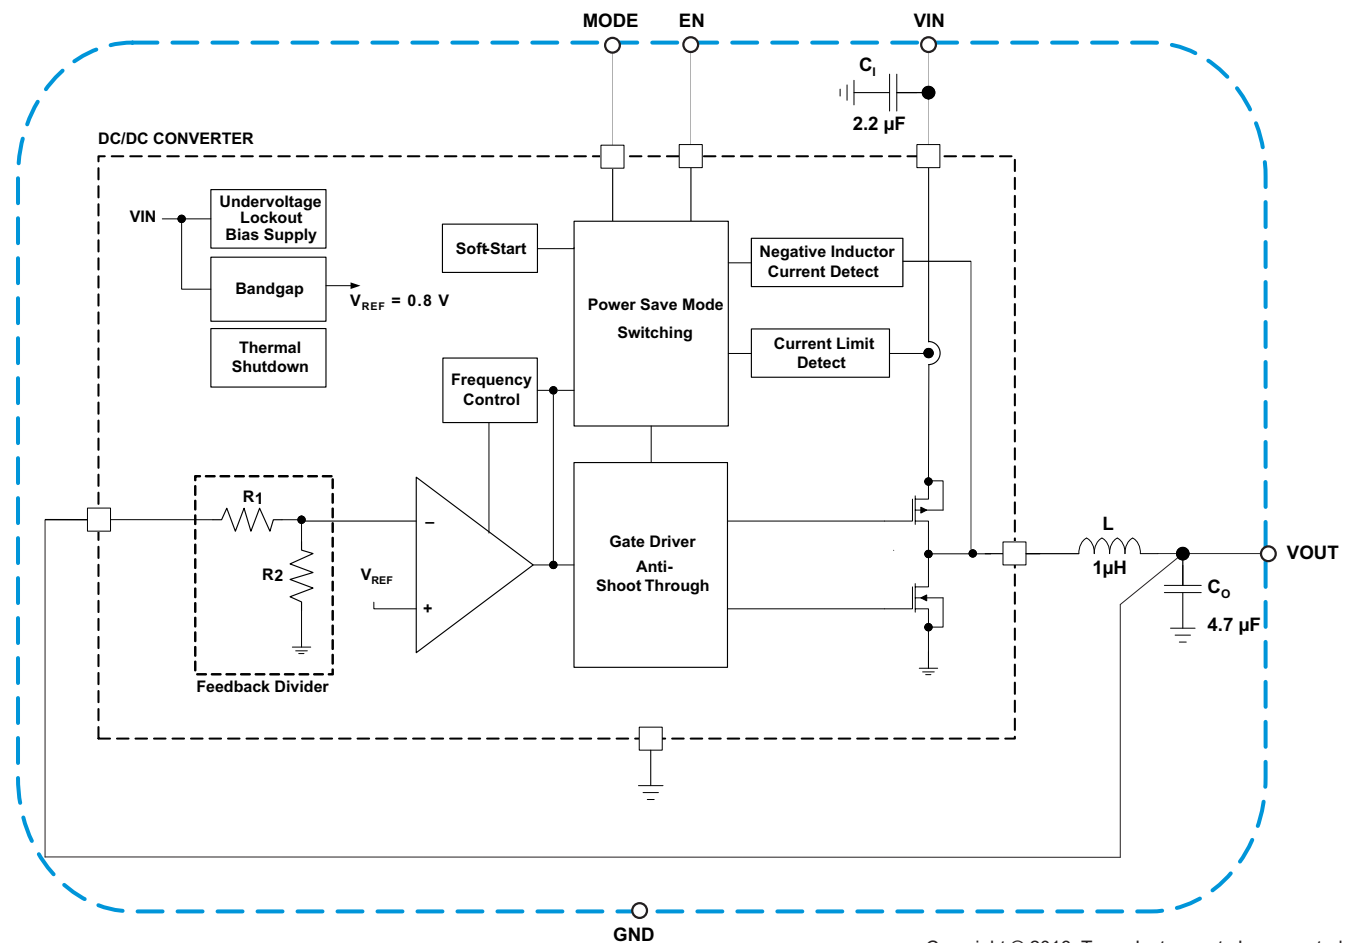 MODE
EN
VIN
CI
2.2 µF
DC/DC CONVERTER
VIN
Undervoltage
Lockout
Bias Supply
Bandgap
VREF = 0.8 V
Thermal
Shutdown
Soft-Start
Power Save Mode
Switching
Negative Inductor
Current Detect
Current Limit
Detect
Frequency
Control
R1
R2
Feedback Divider
VREF
−
+
Gate Driver
Anti-
Shoot Through
L
1µH
VOUT
CO
4.7 µF
GND